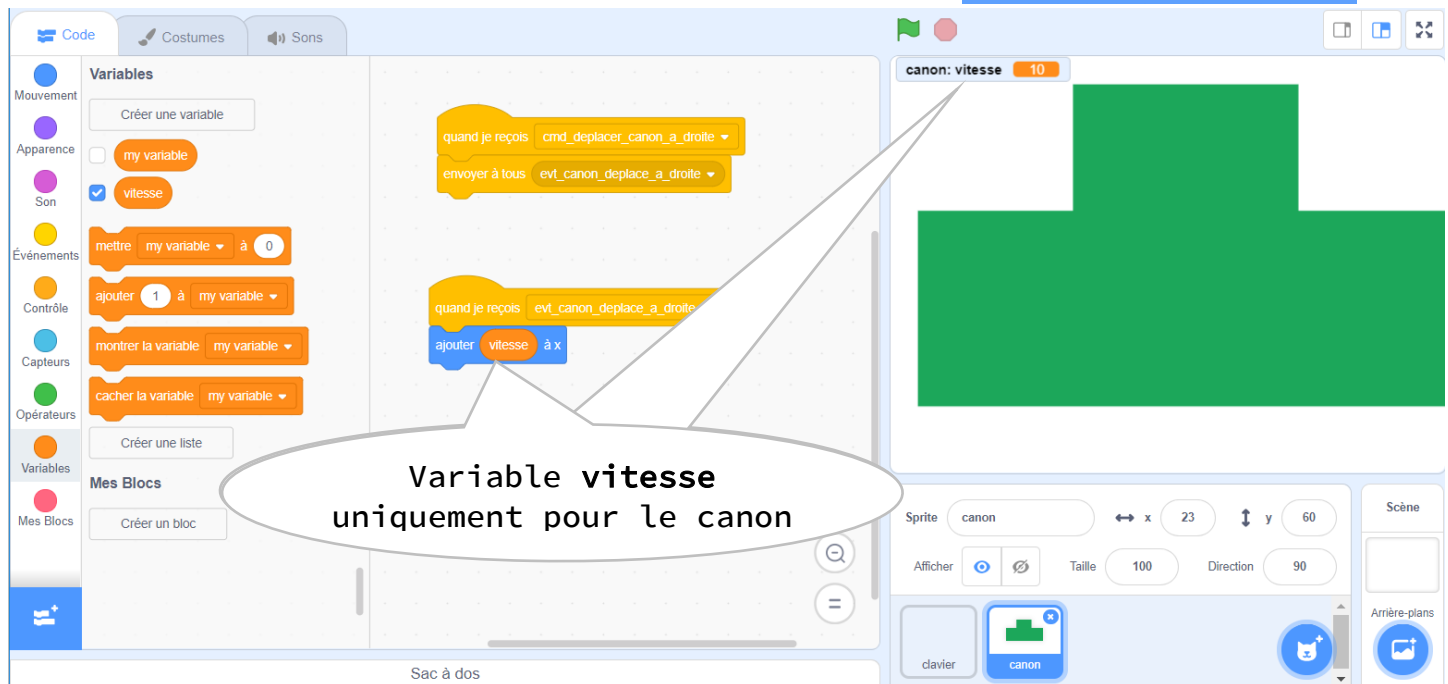 Code
Costumes
Sons
Mouvement
Apparence
Son
Événements
Contrôle
Capteurs
Opérateurs
Variables
Mes Blocs
Variables
Créer une variable
my variable
vitesse
mettre my variable à 0
ajouter 1 à my variable
montrer la variable my variable
cacher la variable my variable
Créer une liste
Mes Blocs
Créer un bloc
quand je reçois cmd_deplacer_canon_a_droite
envoyer à tous evt_canon_deplace_a_droite
quand je reçois evt_canon_deplace_a_droite
ajouter vitesse à x
Variable vitesse
uniquement pour le canon
=
Sac à dos
canon: vitesse 10
Sprite canon x 23 y 60
Afficher Taille 100 Direction 90
clavier
canon
Scène
Arrière-plans